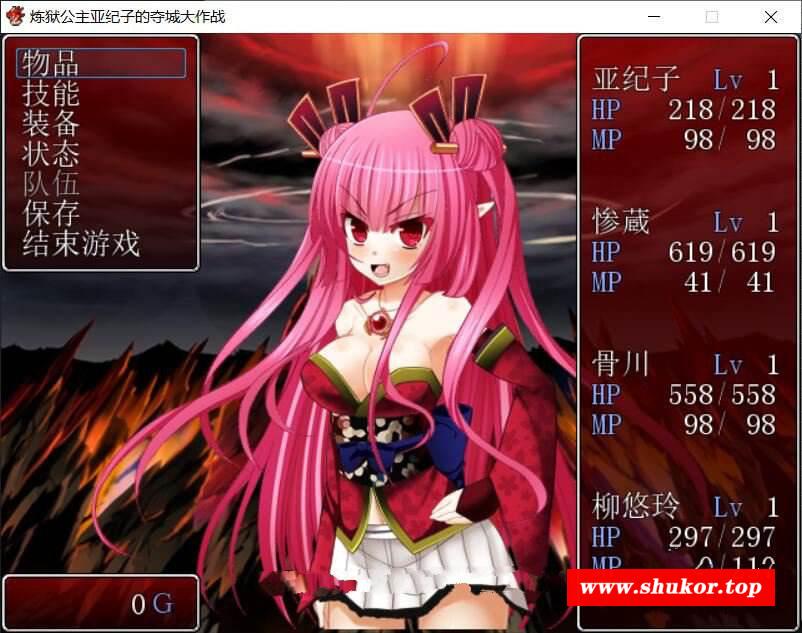 炼狱公主亚纪子的夺城大作战
物品
技能
装备
状态
队伍
保存
结束游戏
亚纪子 Lv 1
HP 218/218
MP 98/ 98
惨蔵 Lv 1
HP 619/619
MP 41/ 41
骨川 Lv 1
HP 558/558
MP 98/ 98
柳悠玲 Lv 1
HP 297/297
MP
www.shukor.top
0 G